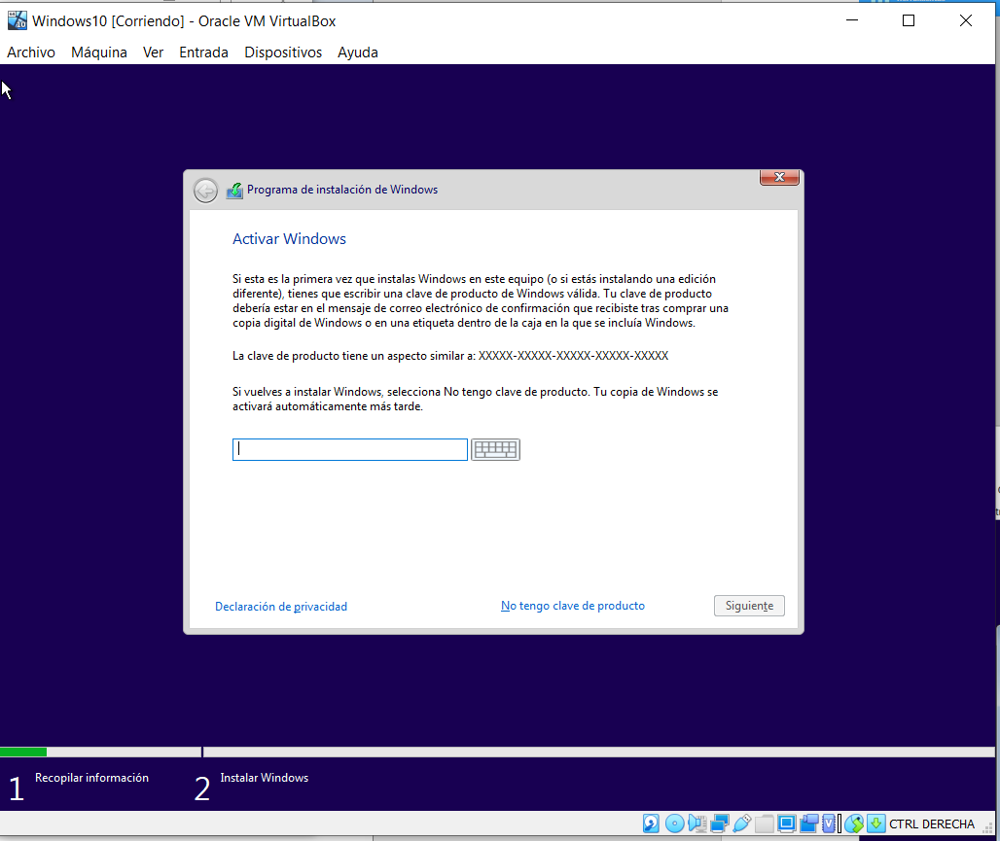 Windows10 [Corriendo] - Oracle VM VirtualBox
Archivo Máquina Ver Entrada Dispositivos Ayuda
Programa de instalación de Windows
Activar Windows
Si esta es la primera vez que instalas Windows en este equipo (o si estás instalando una edición
diferente), tienes que escribir una clave de producto de Windows válida. Tu clave de producto
debería estar en el mensaje de correo electrónico de confirmación que recibiste tras comprar una
copia digital de Windows o en una etiqueta dentro de la caja en la que se incluía Windows.
La clave de producto tiene un aspecto similar a: XXXXX-XXXXX-XXXXX-XXXXX-XXXXX
Si vuelves a instalar Windows, selecciona No tengo clave de producto. Tu copia de Windows se
activará automáticamente más tarde.
Declaración de privacidad No tengo clave de producto Siguiente
1 Recopilar información 2 Instalar Windows
CTRL DERECHA